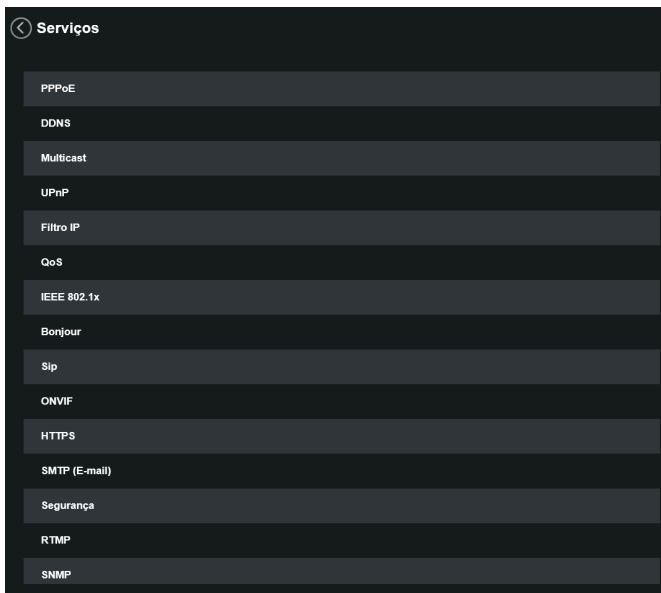 Serviços
PPPoE
DDNS
Multicast
UPnP
Filtro IP
QoS
IEEE 802.1x
Bonjour
Sip
ONVIF
HTTPS
SMTP (E-mail)
Segurança
RTMP
SNMP